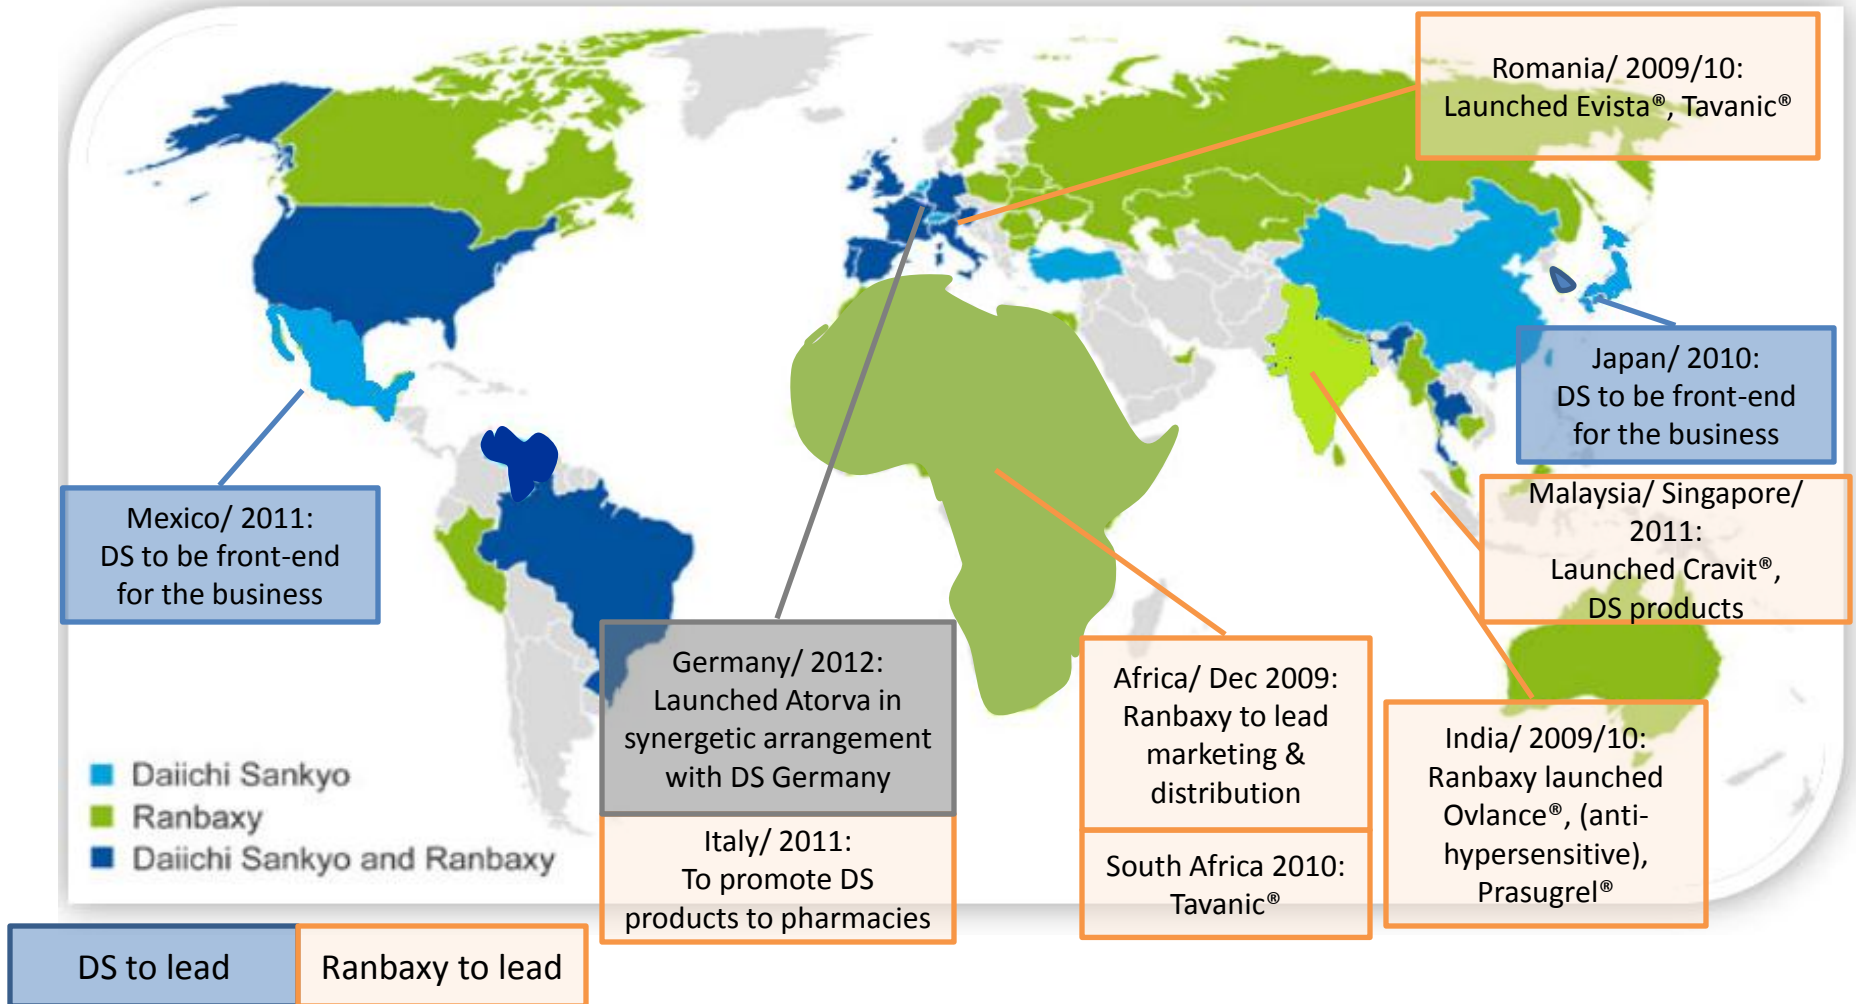 Romania/ 2009/10:
Launched Evista®, Tavanic®
Japan/ 2010:
DS to be front-end
for the business
Mexico/ 2011:
DS to be front-end
for the business
Malaysia/ Singapore/
2011:
Launched Cravit®,
DS products
Germany/ 2012:
Launched Atorva in
synergetic arrangement
with DS Germany
Italy/ 2011:
To promote DS
products to pharmacies
Africa/ Dec 2009:
Ranbaxy to lead
marketing &
distribution
South Africa 2010:
Tavanic®
India/ 2009/10:
Ranbaxy launched
Ovlance®, (anti-
hypersensitive),
Prasugrel®
Daiichi Sankyo
Ranbaxy
Daiichi Sankyo and Ranbaxy
DS to lead
Ranbaxy to lead